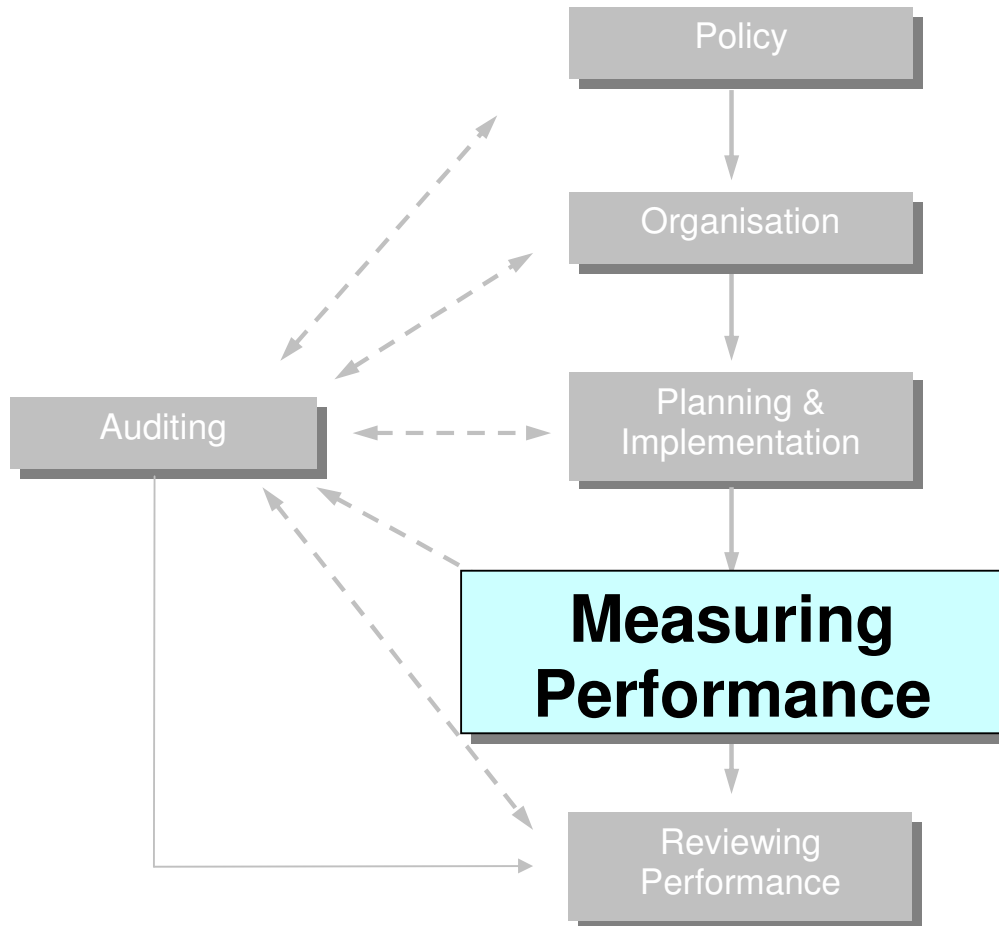 Policy
Organisation
Planning &
Implementation
Auditing
Measuring
Performance
Reviewing
Performance